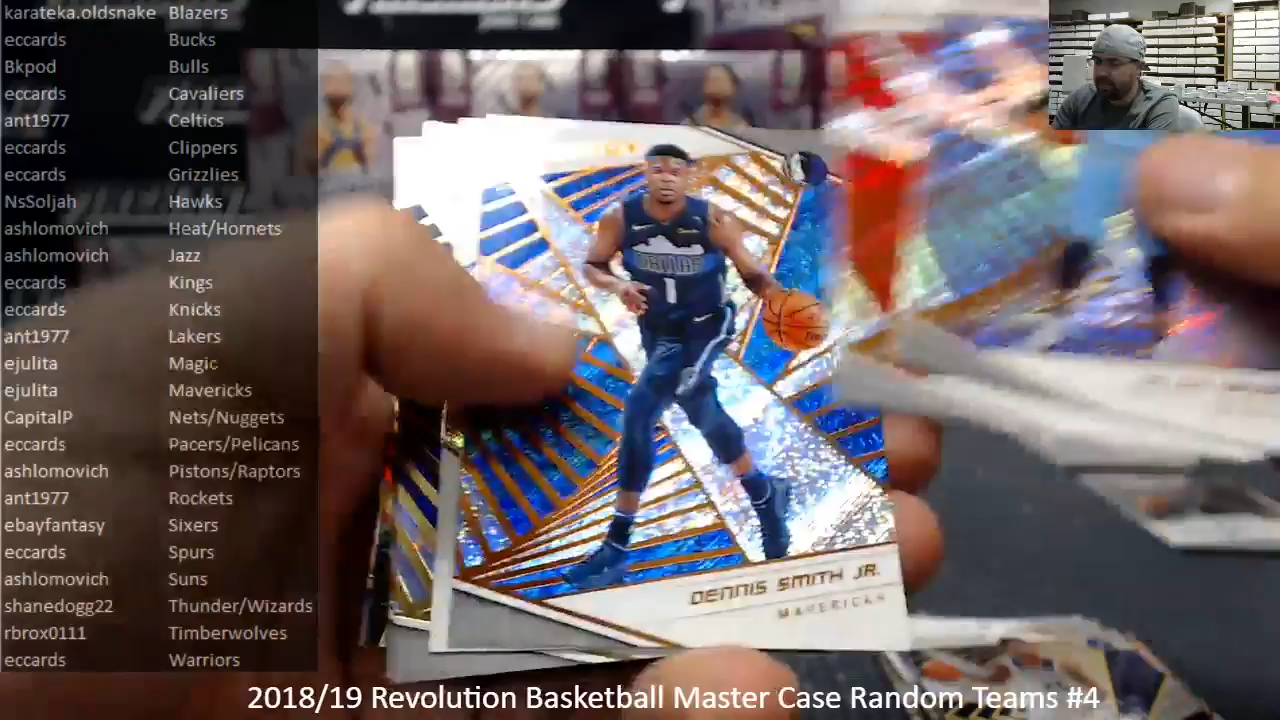 karateka.oldsnake Blazers
eccards Bucks
Bkpod Bulls
eccards Cavaliers
ant1977 Celtics
eccards Clippers
eccards Grizzlies
NsSoljah Hawks
ashlomovich Heat/Hornets
ashlomovich Jazz
eccards Kings
eccards Knicks
ant1977 Lakers
ejulita Magic
ejulita Mavericks
CapitalP Nets/Nuggets
eccards Pacers/Pelicans
ashlomovich Pistons/Raptors
ant1977 Rockets
ebayfantasy Sixers
eccards Spurs
ashlomovich Suns
shanedogg22 Thunder/Wizards
rbrox0111 Timberwolves
eccards Warriors
DALLAS
1
DENNIS SMITH JR.
MAVERICKS
2018/19 Revolution Basketball Master Case Random Teams #4